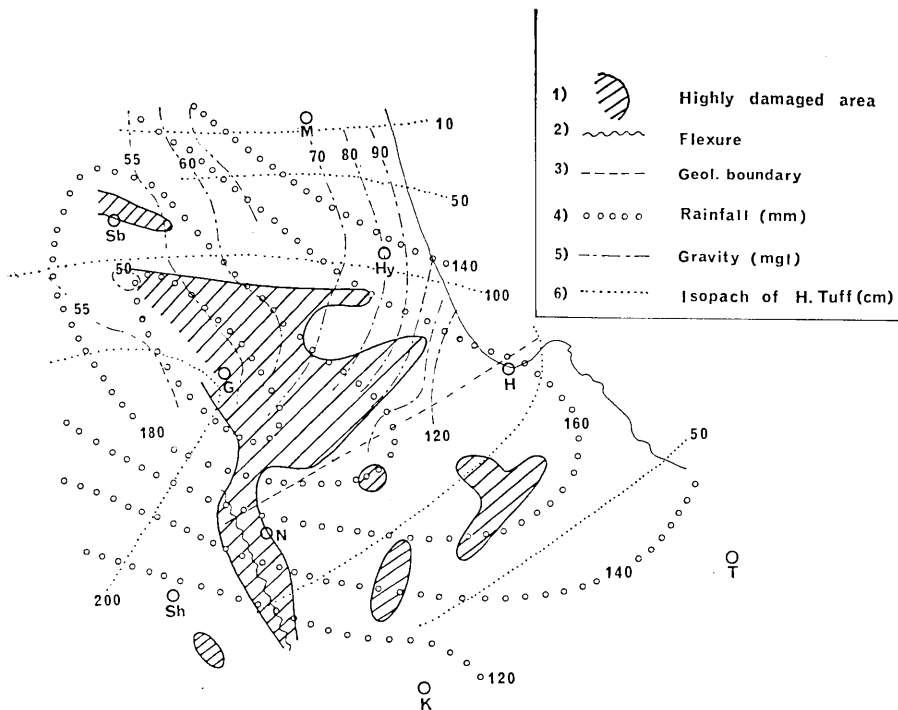 1) Highly damaged area
2) Flexure
3) Geol. boundary
4) Rainfall (mm)
5) Gravity (mgl)
6) Isopach of H. Tuff (cm)
10
M
55
60
70
80
90
50
Sb
Hy
140
50
100
55
G
H
120
160
180
50
N
140
T
200
Sh
120
K